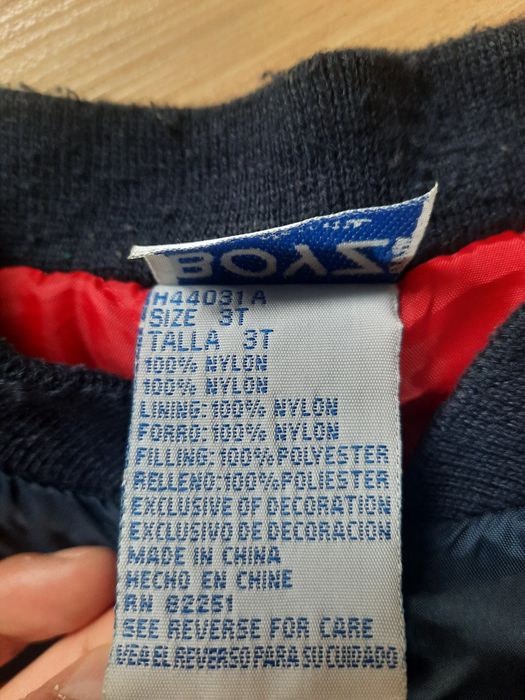 BOYZ
H44031A
SIZE 3T
TALLA 3T
100% NYLON
100% NYLON
LINING: 100% NYLON
FORRO: 100% NYLON
FILLING: 100% POLYESTER
RELLENO: 100% POLIESTER
EXCLUSIVE OF DECORATION
EXCLUSIVO DE DECORACION
MADE IN CHINA
HECHO EN CHINE
RN 82251
SEE REVERSE FOR CARE
VEA EL REVERSO PARA SU CUIDADO